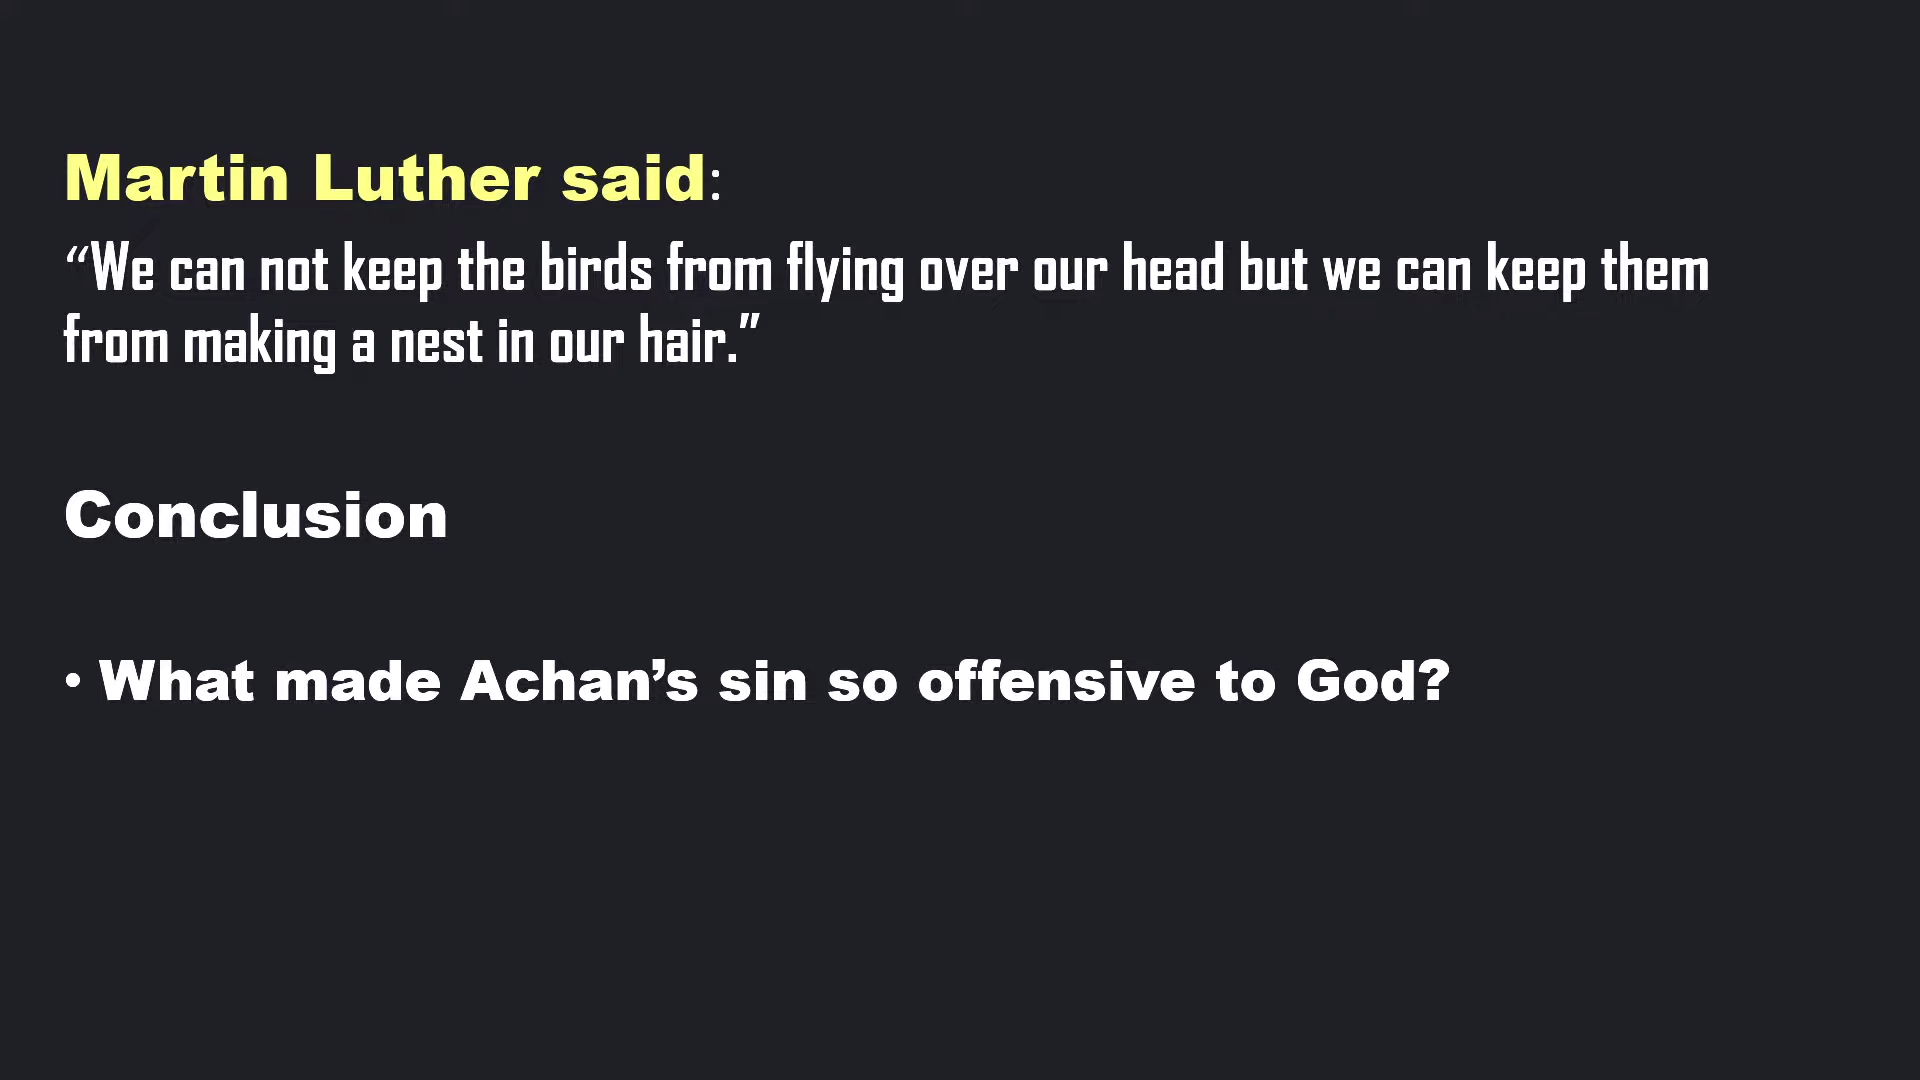 Martin Luther said:
“We can not keep the birds from flying over our head but we can keep them
from making a nest in our hair.”
Conclusion
• What made Achan’s sin so offensive to God?